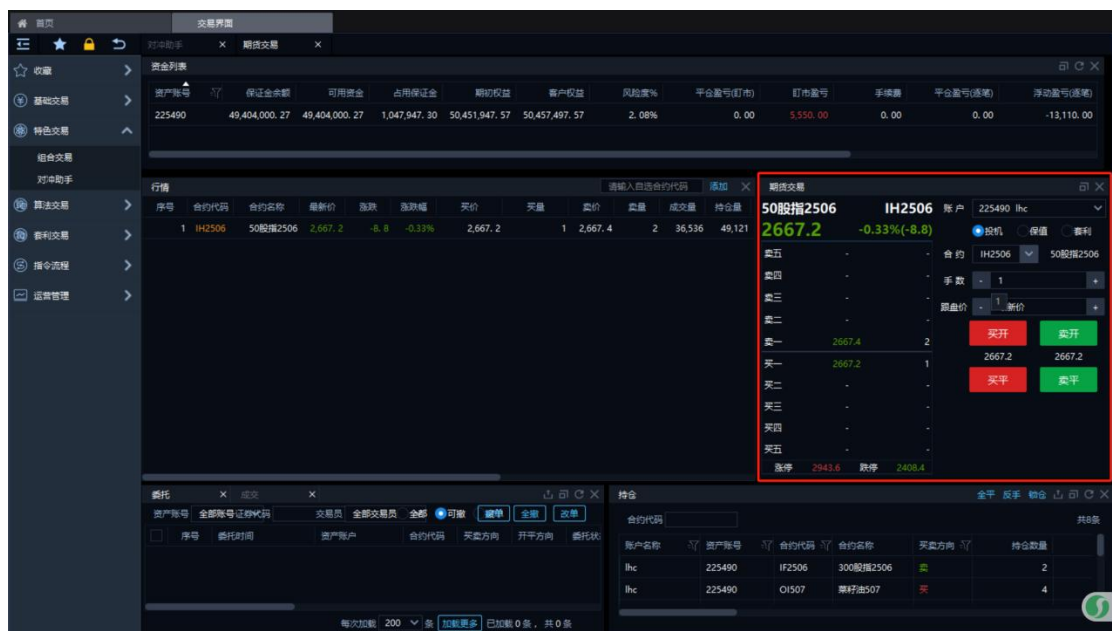 首页 交易界面
对冲助手 × 期货交易 ×
收藏
基础交易
特色交易
组合交易
对冲助手
算法交易
套利交易
指令流程
运营管理
资金列表
资产账号 保证金余额 可用资金 占用保证金 期初权益 客户权益 风险度% 平仓盈亏(盯市) 盯市盈亏 手续费 平仓盈亏(逐笔) 浮动盈亏(逐笔)
225490 49,404,000.27 49,404,000.27 1,047,947.30 50,451,947.57 50,457,497.57 2.08% 0.00 5,550.00 0.00 0.00 -13,110.00
行情 请输入自选合约代码 添加 ×
序号 合约代码 合约名称 最新价 涨跌 涨跌幅 买价 买量 卖价 卖量 成交量 持仓量
1 IH2506 50股指2506 2,667.2 -8.8 -0.33% 2,667.2 1 2,667.4 2 36,536 49,121
期货交易
50股指2506 IH2506
2667.2 -0.33%(-8.8)
卖五 - -
卖四 - -
卖三 - -
卖二 - -
卖一 2667.4 2
买一 2667.2 1
买二 - -
买三 - -
买四 - -
买五 - -
涨停 2943.6 跌停 2408.4
账户 225490 lhc
投机 保值 套利
合约 IH2506 50股指2506
手数 - 1 +
跟盘价 - 1 新价 +
买开 卖开
2667.2 2667.2
买平 卖平
委托 × 成交 ×
资产账号 全部账号 证券代码 交易员 全部交易员 全部 可撤 撤单 全撤 改单
序号 委托时间 资产账户 合约代码 买卖方向 开平方向 委托状
每次加载 200 条 加载更多 已加载0条，共0条
持仓 全平 反手 锁仓
合约代码 共8条
账户名称 资产账号 合约代码 合约名称 买卖方向 持仓数量
lhc 225490 IF2506 300股指2506 卖 2
lhc 225490 OI507 菜籽油507 买 4